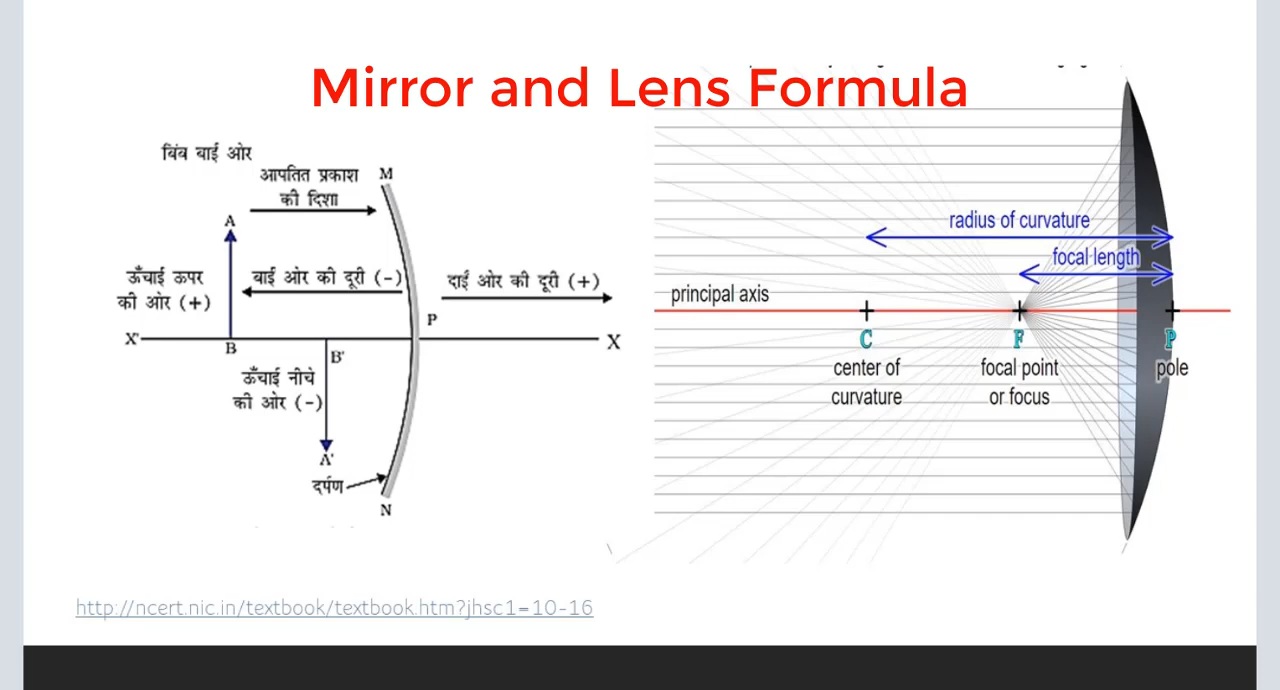 Mirror and Lens Formula
बिंब बाईं ओर
आपतित प्रकाश
की दिशा
M
A
ऊँचाई ऊपर
की ओर (+)
बाईं ओर की दूरी (-)
दाईं ओर की दूरी (+)
P
X'
B
B'
X
ऊँचाई नीचे
की ओर (-)
A'
दर्पण
N
radius of curvature
focal length
principal axis
C
F
P
center of
curvature
focal point
or focus
pole
http://ncert.nic.in/textbook/textbook.htm?jhsc1=10-16